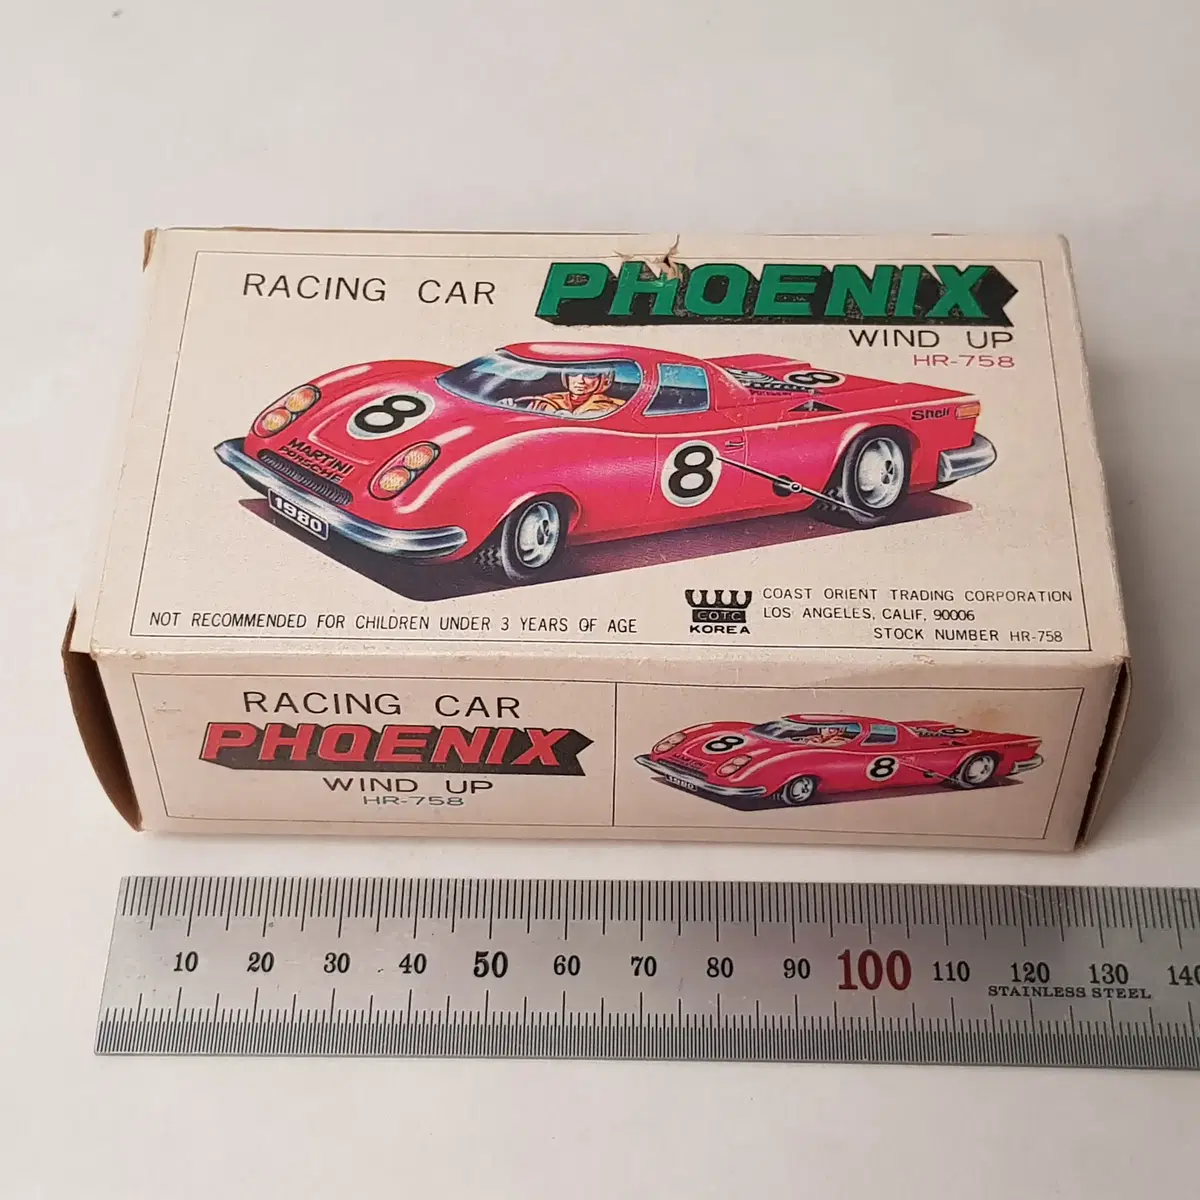 RACING CAR PHOENIX
WIND UP
HR-758
8
8
8
Shell
MARTINI
PORSCHE
1980
NOT RECOMMENDED FOR CHILDREN UNDER 3 YEARS OF AGE
COTC
KOREA
COAST ORIENT TRADING CORPORATION
LOS ANGELES, CALIF, 90006
STOCK NUMBER HR-758
RACING CAR
PHOENIX
WIND UP
HR-758
8
8
8
1980
10 20 30 40 50 60 70 80 90 100 110 120 130 140
STAINLESS STEEL